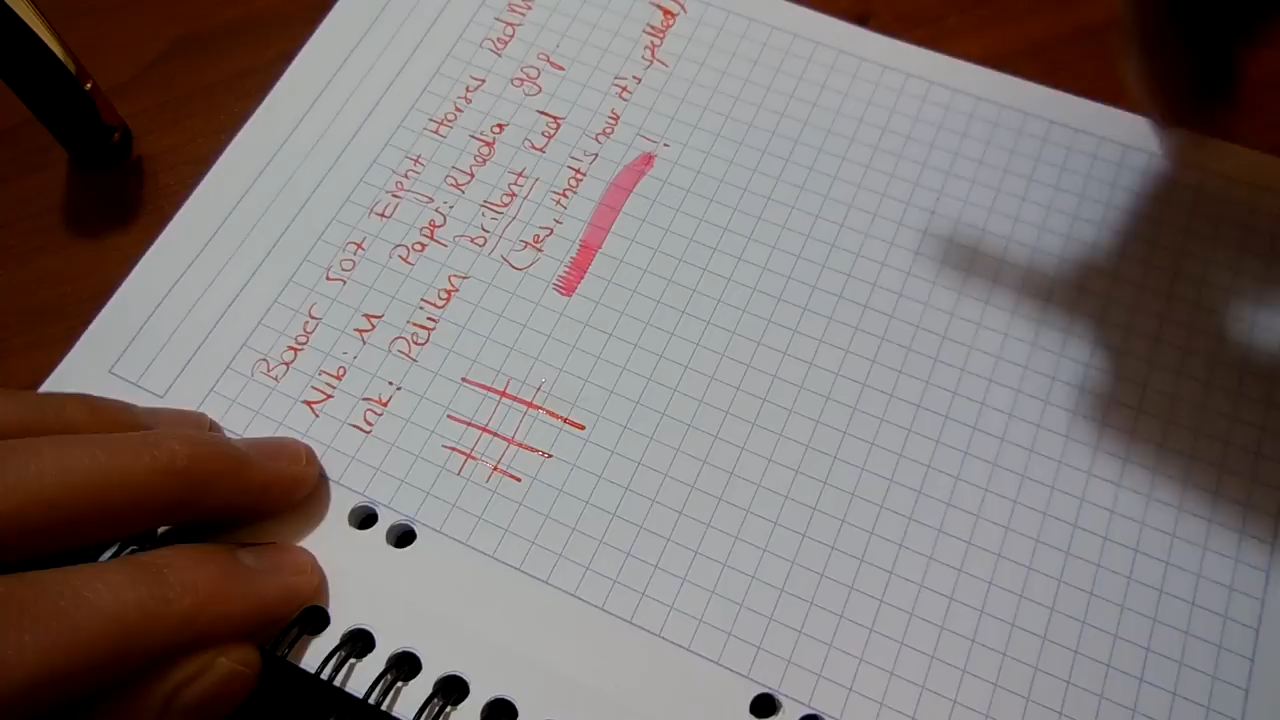 Baoer 507 Eight Horses
Nib: M Paper: Rhodia 90g.
Ink: Pelikan Brillant Red
(Yes, that's how it's spelled)
!